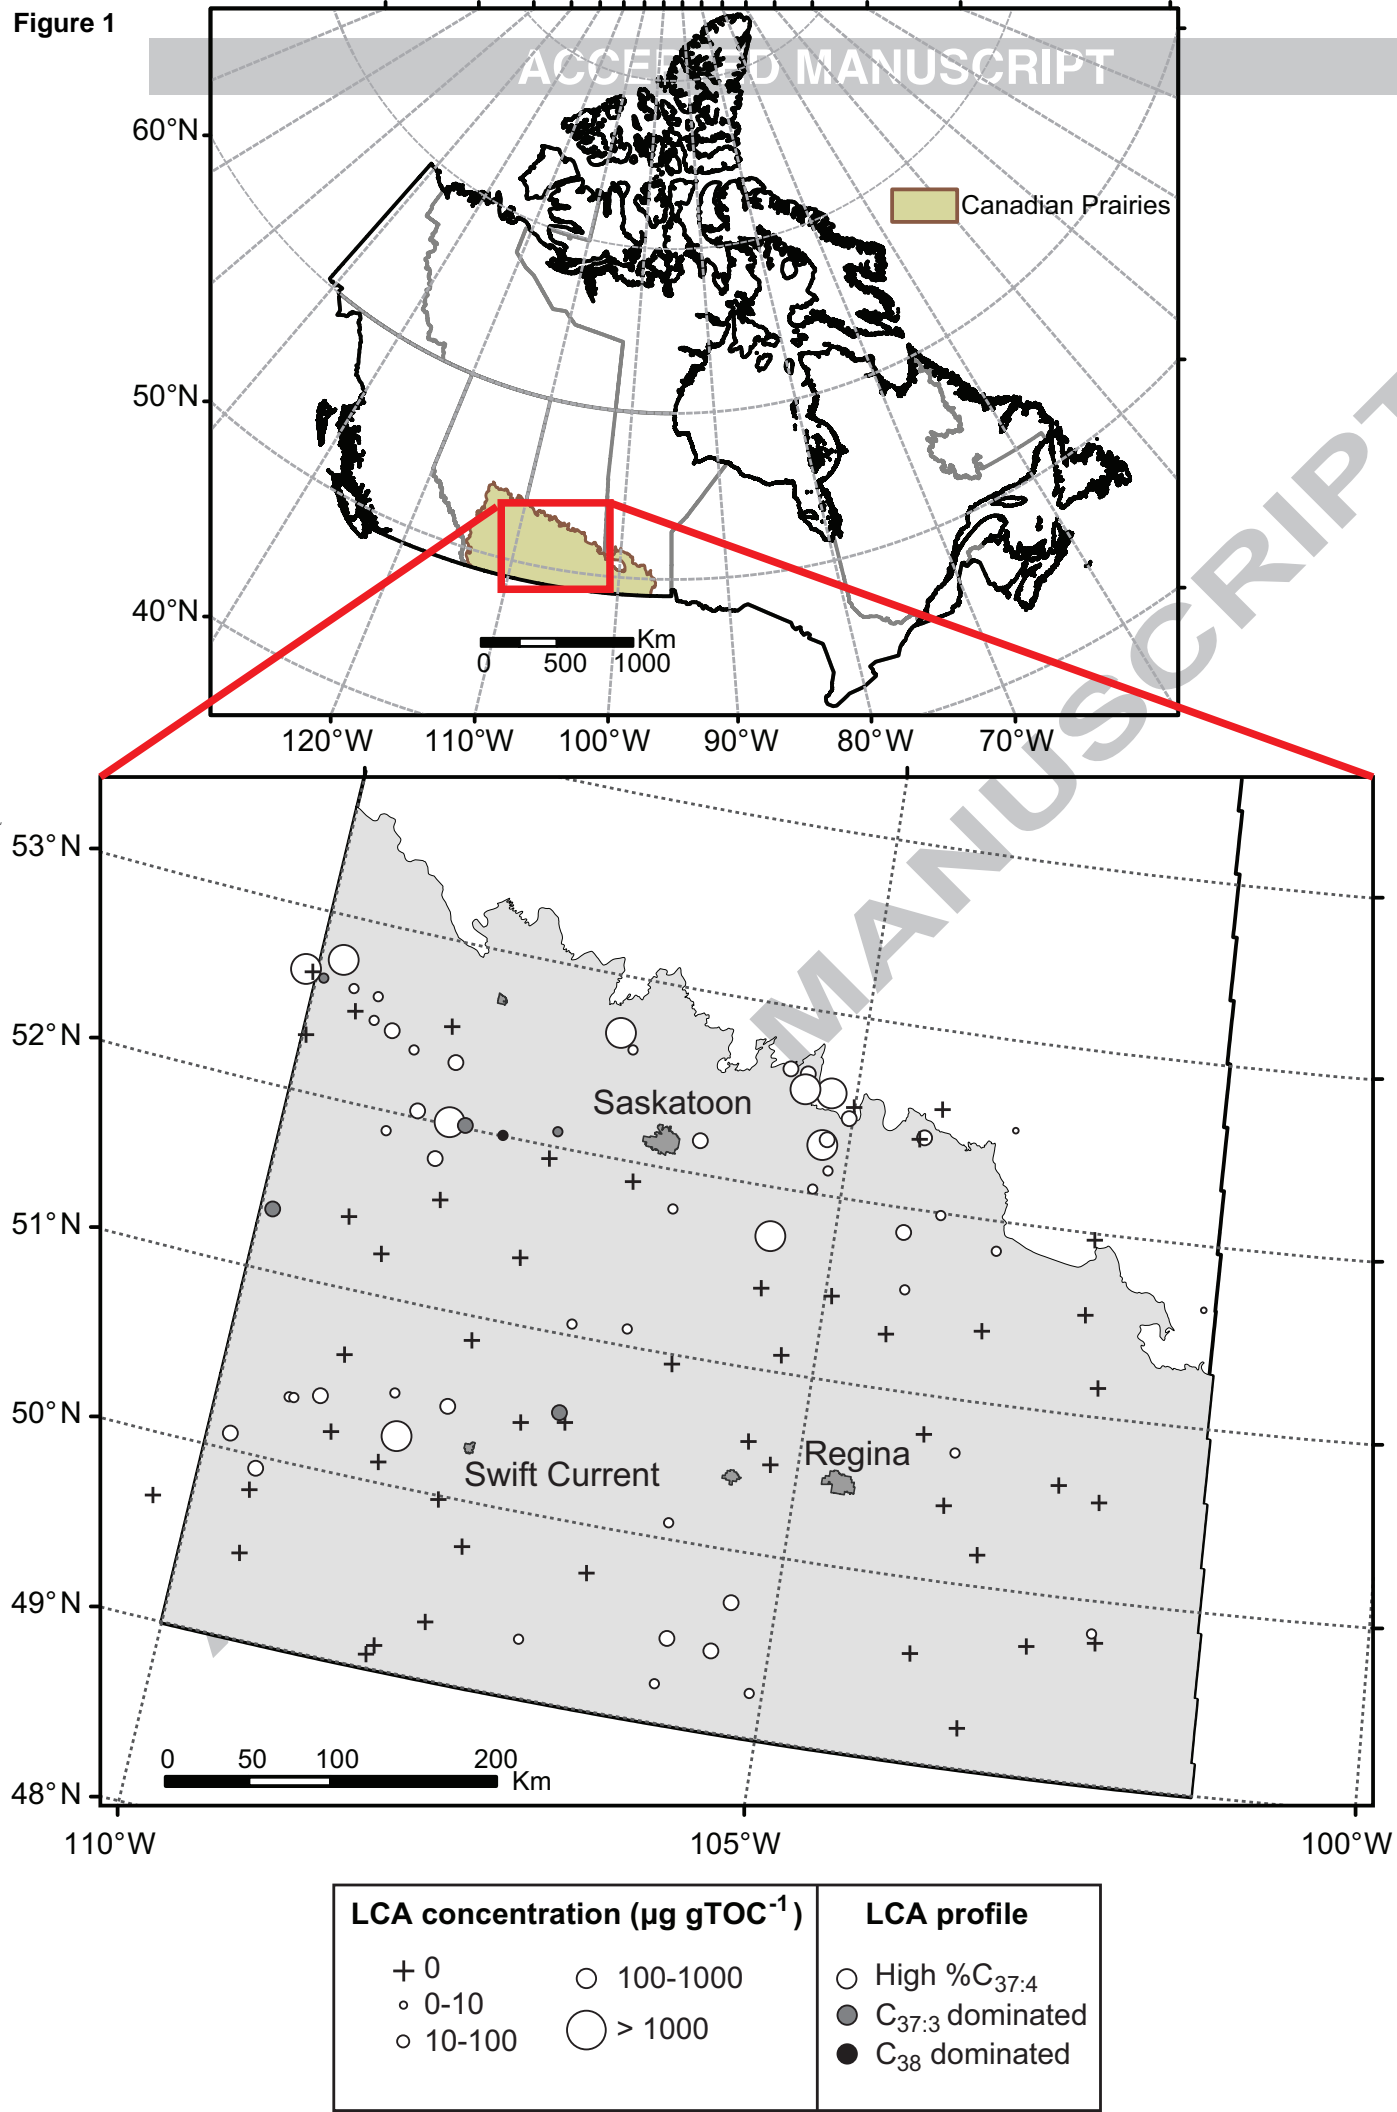 Figure 1
ACCEPTED MANUSCRIPT
60°N
50°N
40°N
Canadian Prairies
Km
0 500 1000
120°W 110°W 100°W 90°W 80°W 70°W
MANUSCRIPT
53°N
52°N
51°N
50°N
49°N
48°N
Saskatoon
Regina
Swift Current
0 50 100 200
Km
110°W 105°W 100°W
LCA concentration (µg gTOC-1)
0
0-10
10-100
100-1000
> 1000
LCA profile
High %C37:4
C37:3 dominated
C38 dominated